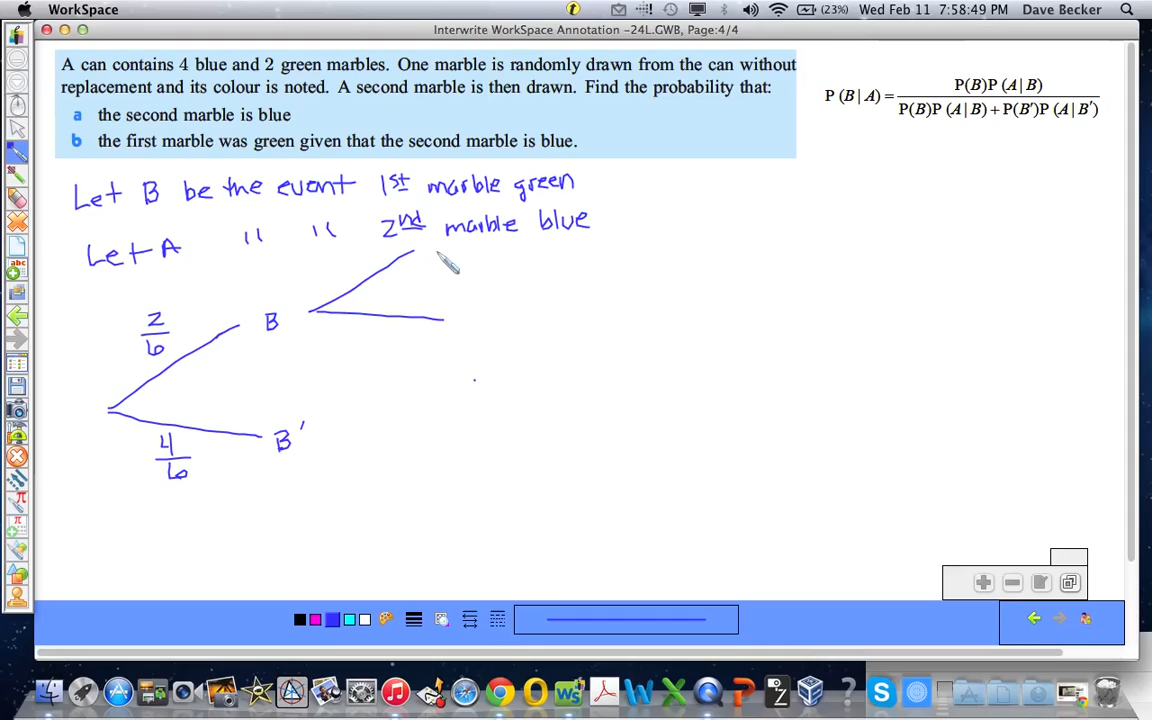 WorkSpace
(23%) Wed Feb 11 7:58:49 PM Dave Becker
Interwrite WorkSpace Annotation -24L.GWB, Page:4/4
A can contains 4 blue and 2 green marbles. One marble is randomly drawn from the can without
replacement and its colour is noted. A second marble is then drawn. Find the probability that:
a the second marble is blue
b the first marble was green given that the second marble is blue.
P (B | A) = P(B)P (A | B) / P(B)P (A | B) + P(B′)P (A | B′)
Let B be the event 1st marble green
Let A " " 2nd marble blue
2/6 B
4/6 B'